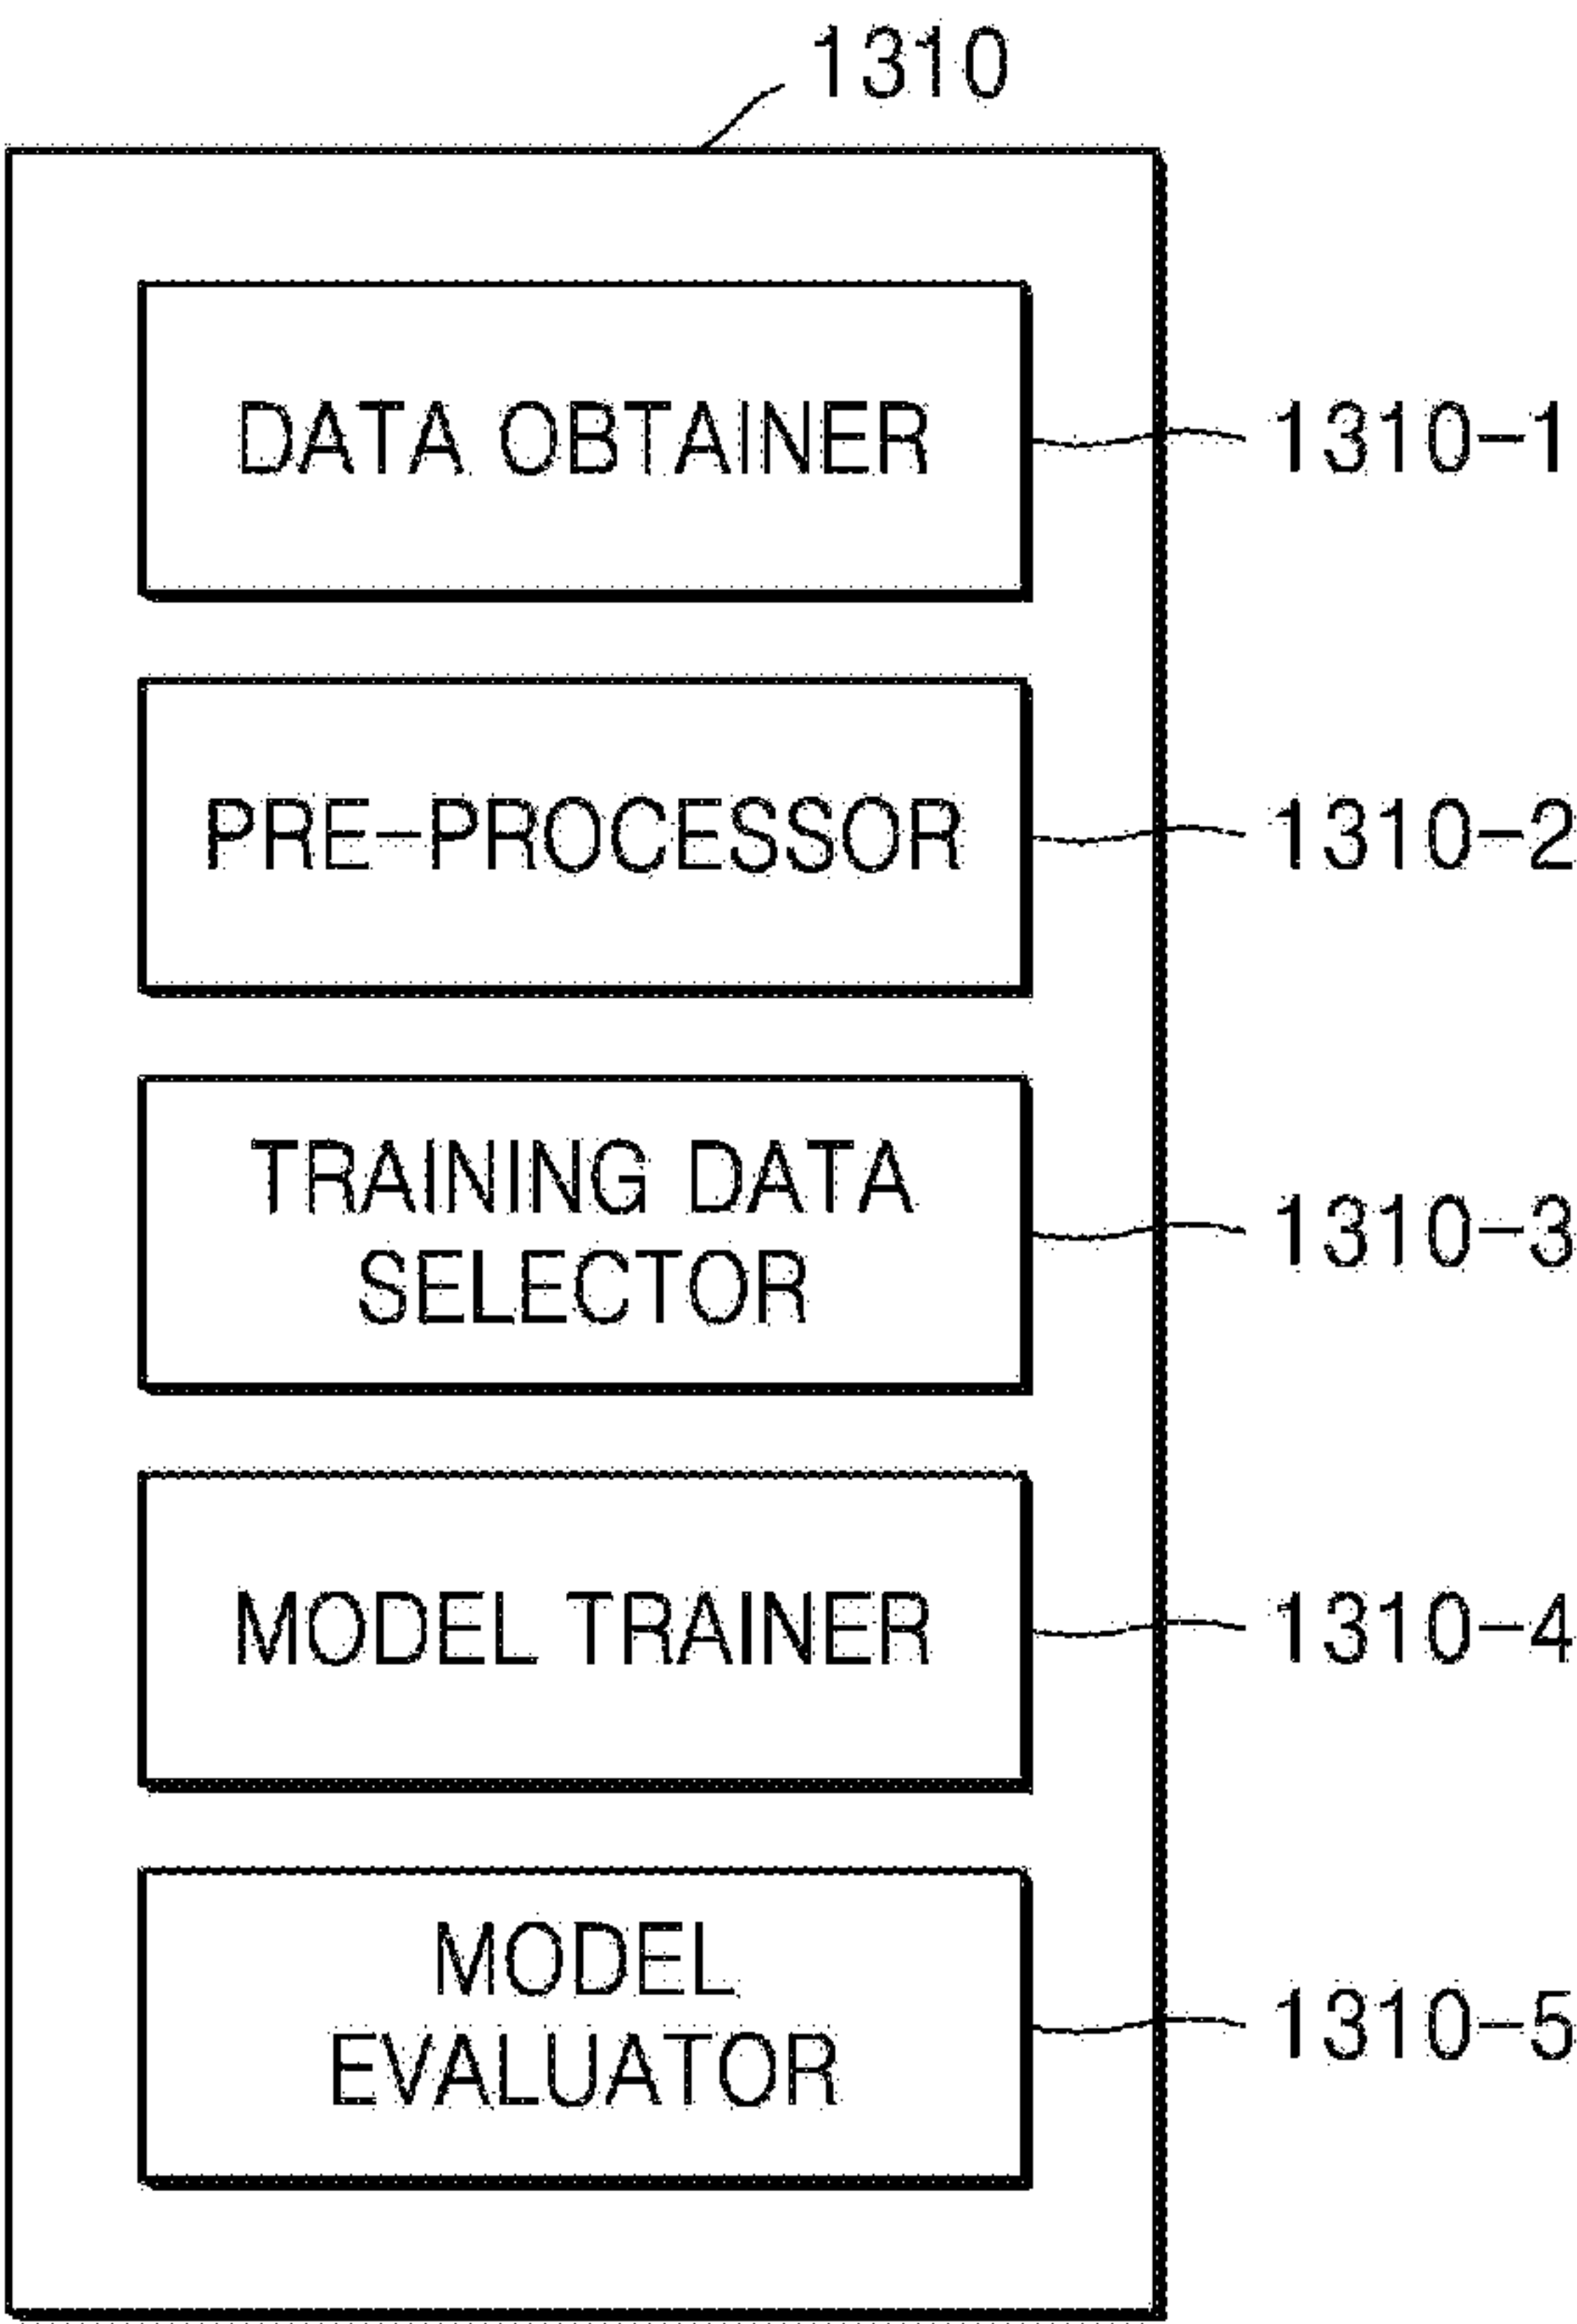 1310
DATA OBTAINER
1310-1
PRE-PROCESSOR
1310-2
TRAINING DATA
SELECTOR
1310-3
MODEL TRAINER
1310-4
MODEL
EVALUATOR
1310-5